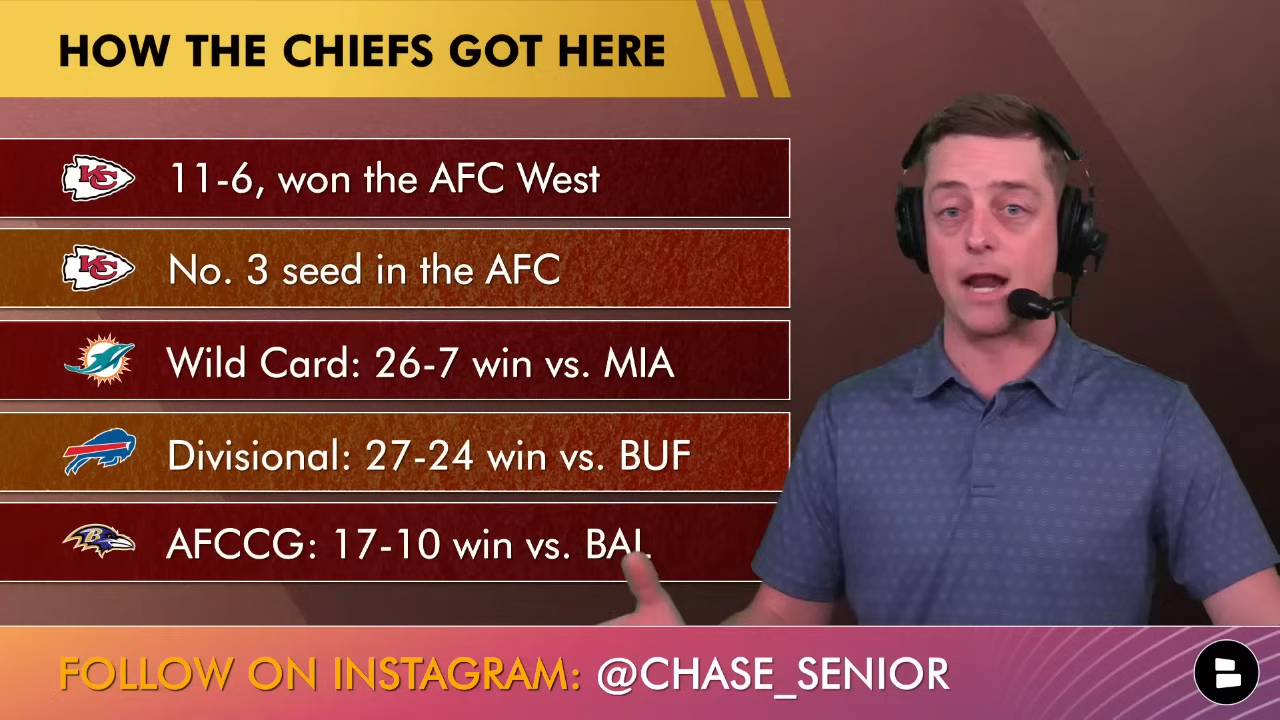 HOW THE CHIEFS GOT HERE
KC 11-6, won the AFC West
KC No. 3 seed in the AFC
Wild Card: 26-7 win vs. MIA
Divisional: 27-24 win vs. BUF
B AFCCG: 17-10 win vs. BAL
FOLLOW ON INSTAGRAM: @CHASE_SENIOR